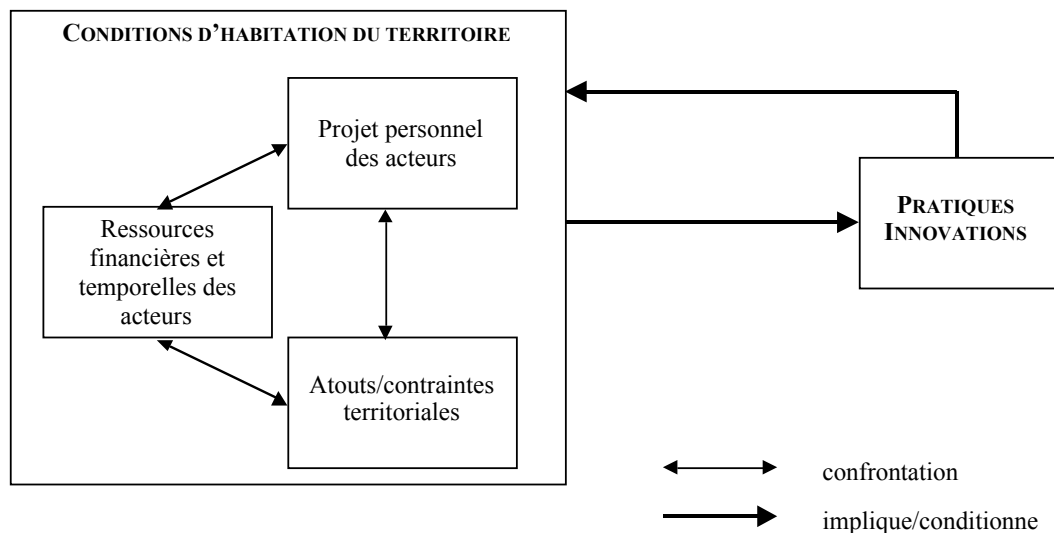 CONDITIONS D’HABITATION DU TERRITOIRE
Projet personnel
des acteurs
Ressources
financières et
temporelles des
acteurs
Atouts/contraintes
territoriales
PRATIQUES
INNOVATIONS
confrontation
implique/conditionne